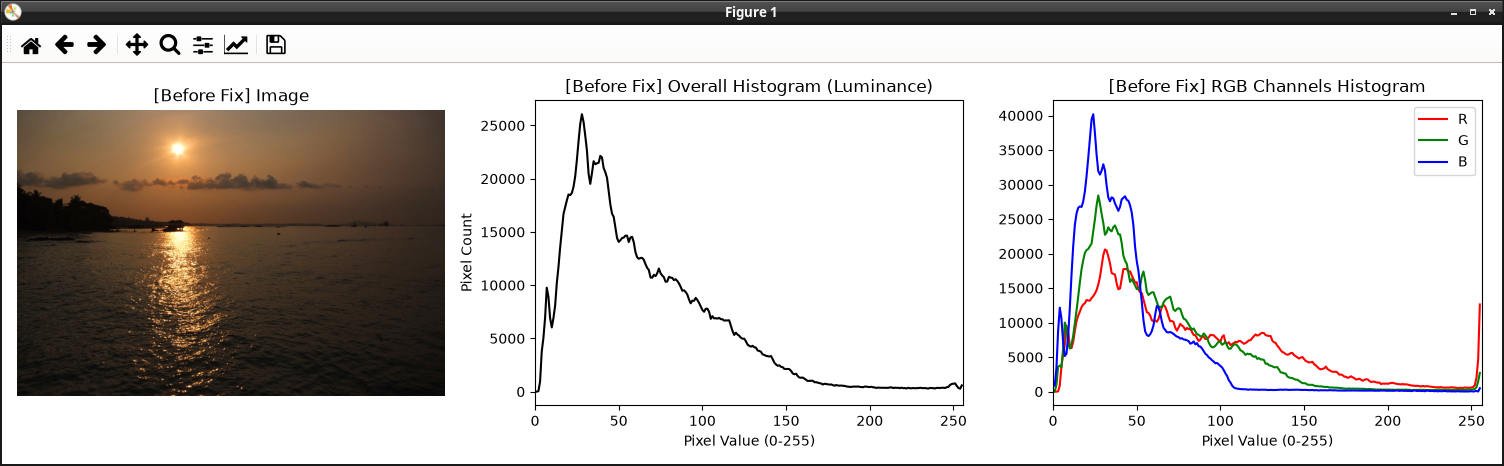 Figure 1
[Before Fix] Image
[Before Fix] Overall Histogram (Luminance)
Pixel Count
25000
20000
15000
10000
5000
0
0 50 100 150 200 250
Pixel Value (0-255)
[Before Fix] RGB Channels Histogram
40000
35000
30000
25000
20000
15000
10000
5000
0
R
G
B
0 50 100 150 200 250
Pixel Value (0-255)